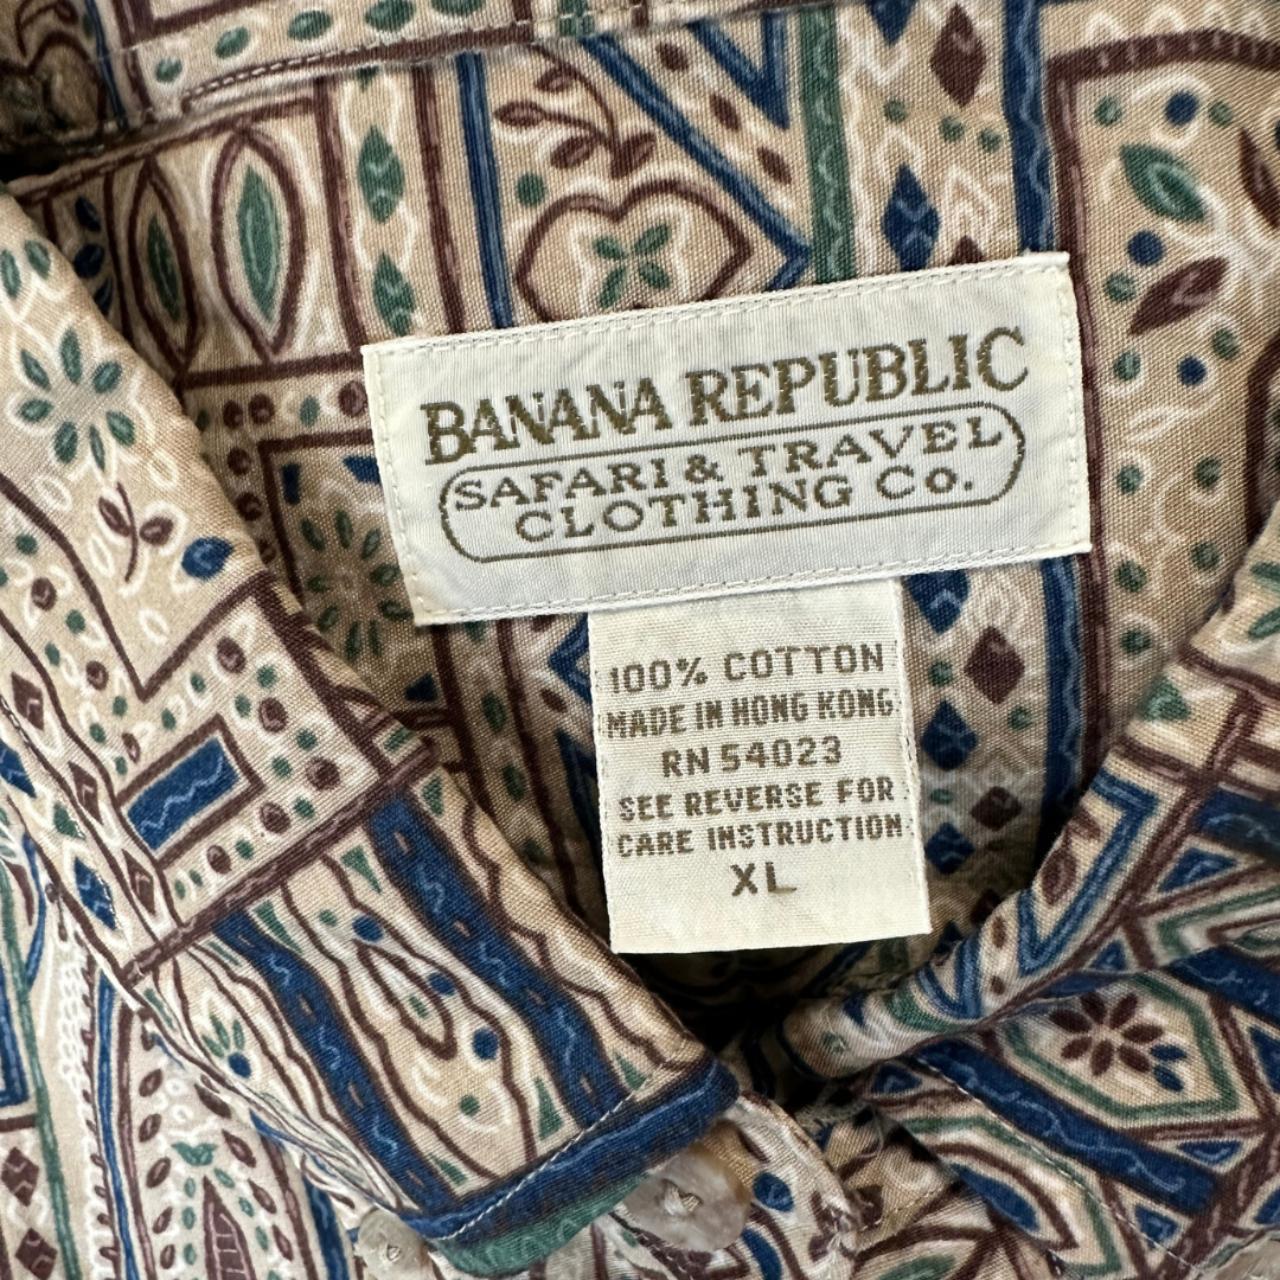 BANANA REPUBLIC
SAFARI & TRAVEL
CLOTHING Co.
100% COTTON
MADE IN HONG KONG
RN 54023
SEE REVERSE FOR
CARE INSTRUCTION
XL